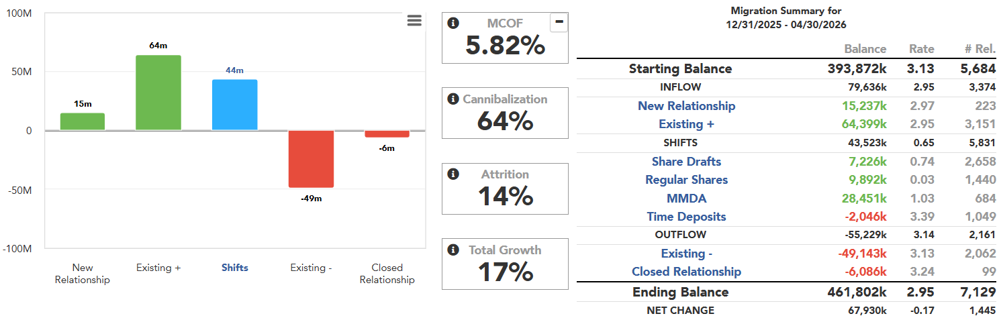 100M
50M
0
-50M
-100M
15m
64m
44m
-49m
-6m
New
Relationship
Existing +
Shifts
Existing -
Closed
Relationship
MCOF
5.82%
Cannibalization
64%
Attrition
14%
Total Growth
17%
Migration Summary for
12/31/2025 - 04/30/2026
Balance Rate # Rel.
Starting Balance 393,872k 3.13 5,684
INFLOW 79,636k 2.95 3,374
New Relationship 15,237k 2.97 223
Existing + 64,399k 2.95 3,151
SHIFTS 43,523k 0.65 5,831
Share Drafts 7,226k 0.74 2,658
Regular Shares 9,892k 0.03 1,440
MMDA 28,451k 1.03 684
Time Deposits -2,046k 3.39 1,049
OUTFLOW -55,229k 3.14 2,161
Existing - -49,143k 3.13 2,062
Closed Relationship -6,086k 3.24 99
Ending Balance 461,802k 2.95 7,129
NET CHANGE 67,930k -0.17 1,445